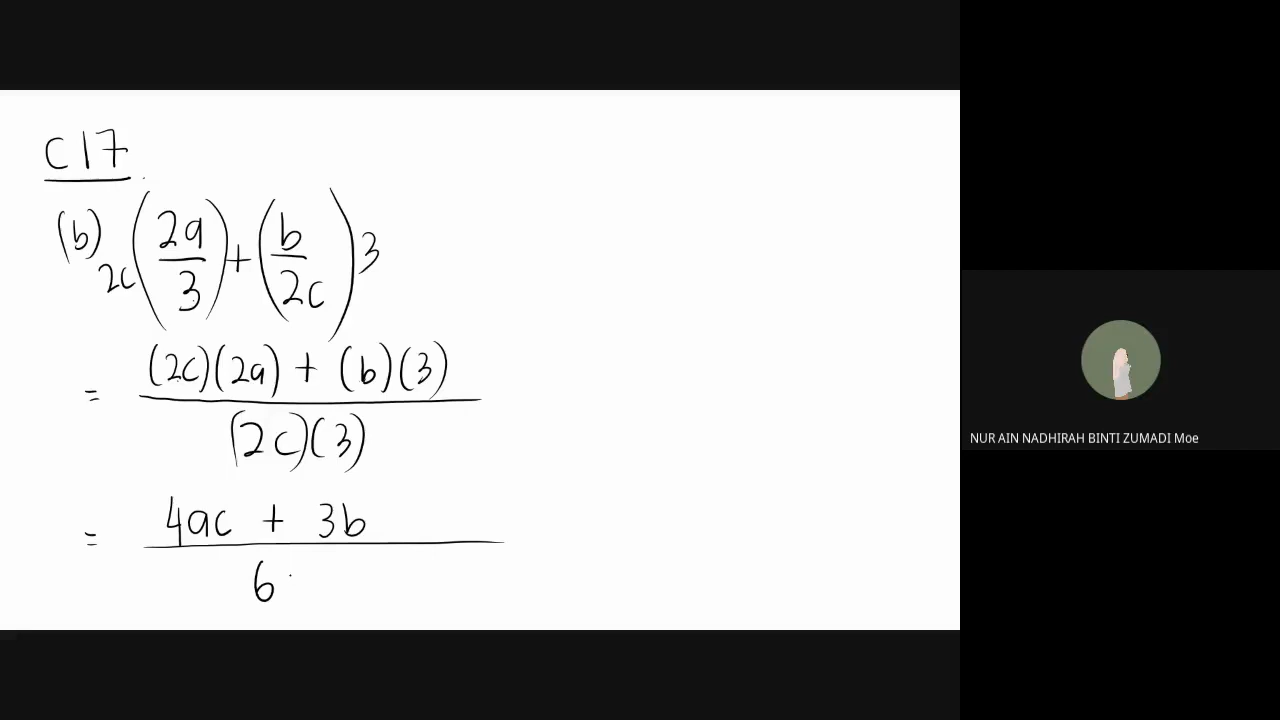 C17
(b) 2c(2a/3) + (b/2c)3
= (2c)(2a) + (b)(3) / (2c)(3)
= 4ac + 3b / 6
NUR AIN NADHIRAH BINTI ZUMADI Moe